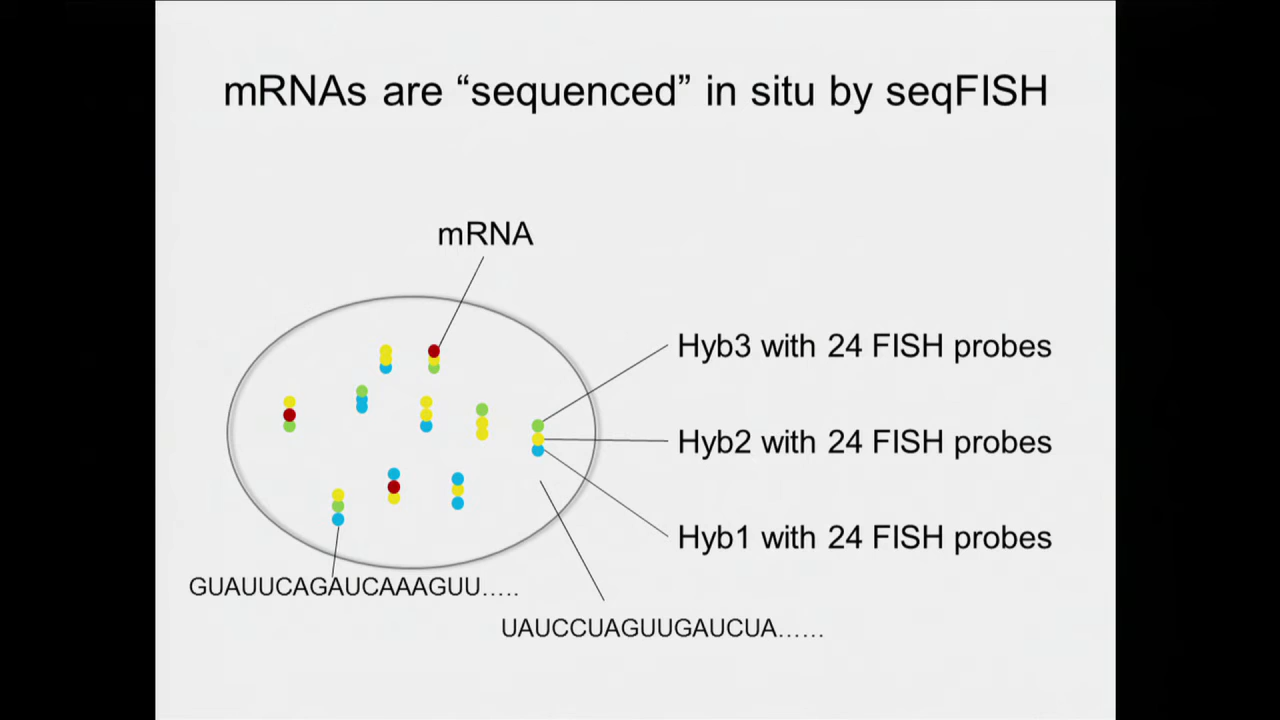 mRNAs are “sequenced” in situ by seqFISH
mRNA
Hyb3 with 24 FISH probes
Hyb2 with 24 FISH probes
Hyb1 with 24 FISH probes
GUAUUCAGAUCAAAGUU.....
UAUCCUAGUUGAUCUA......